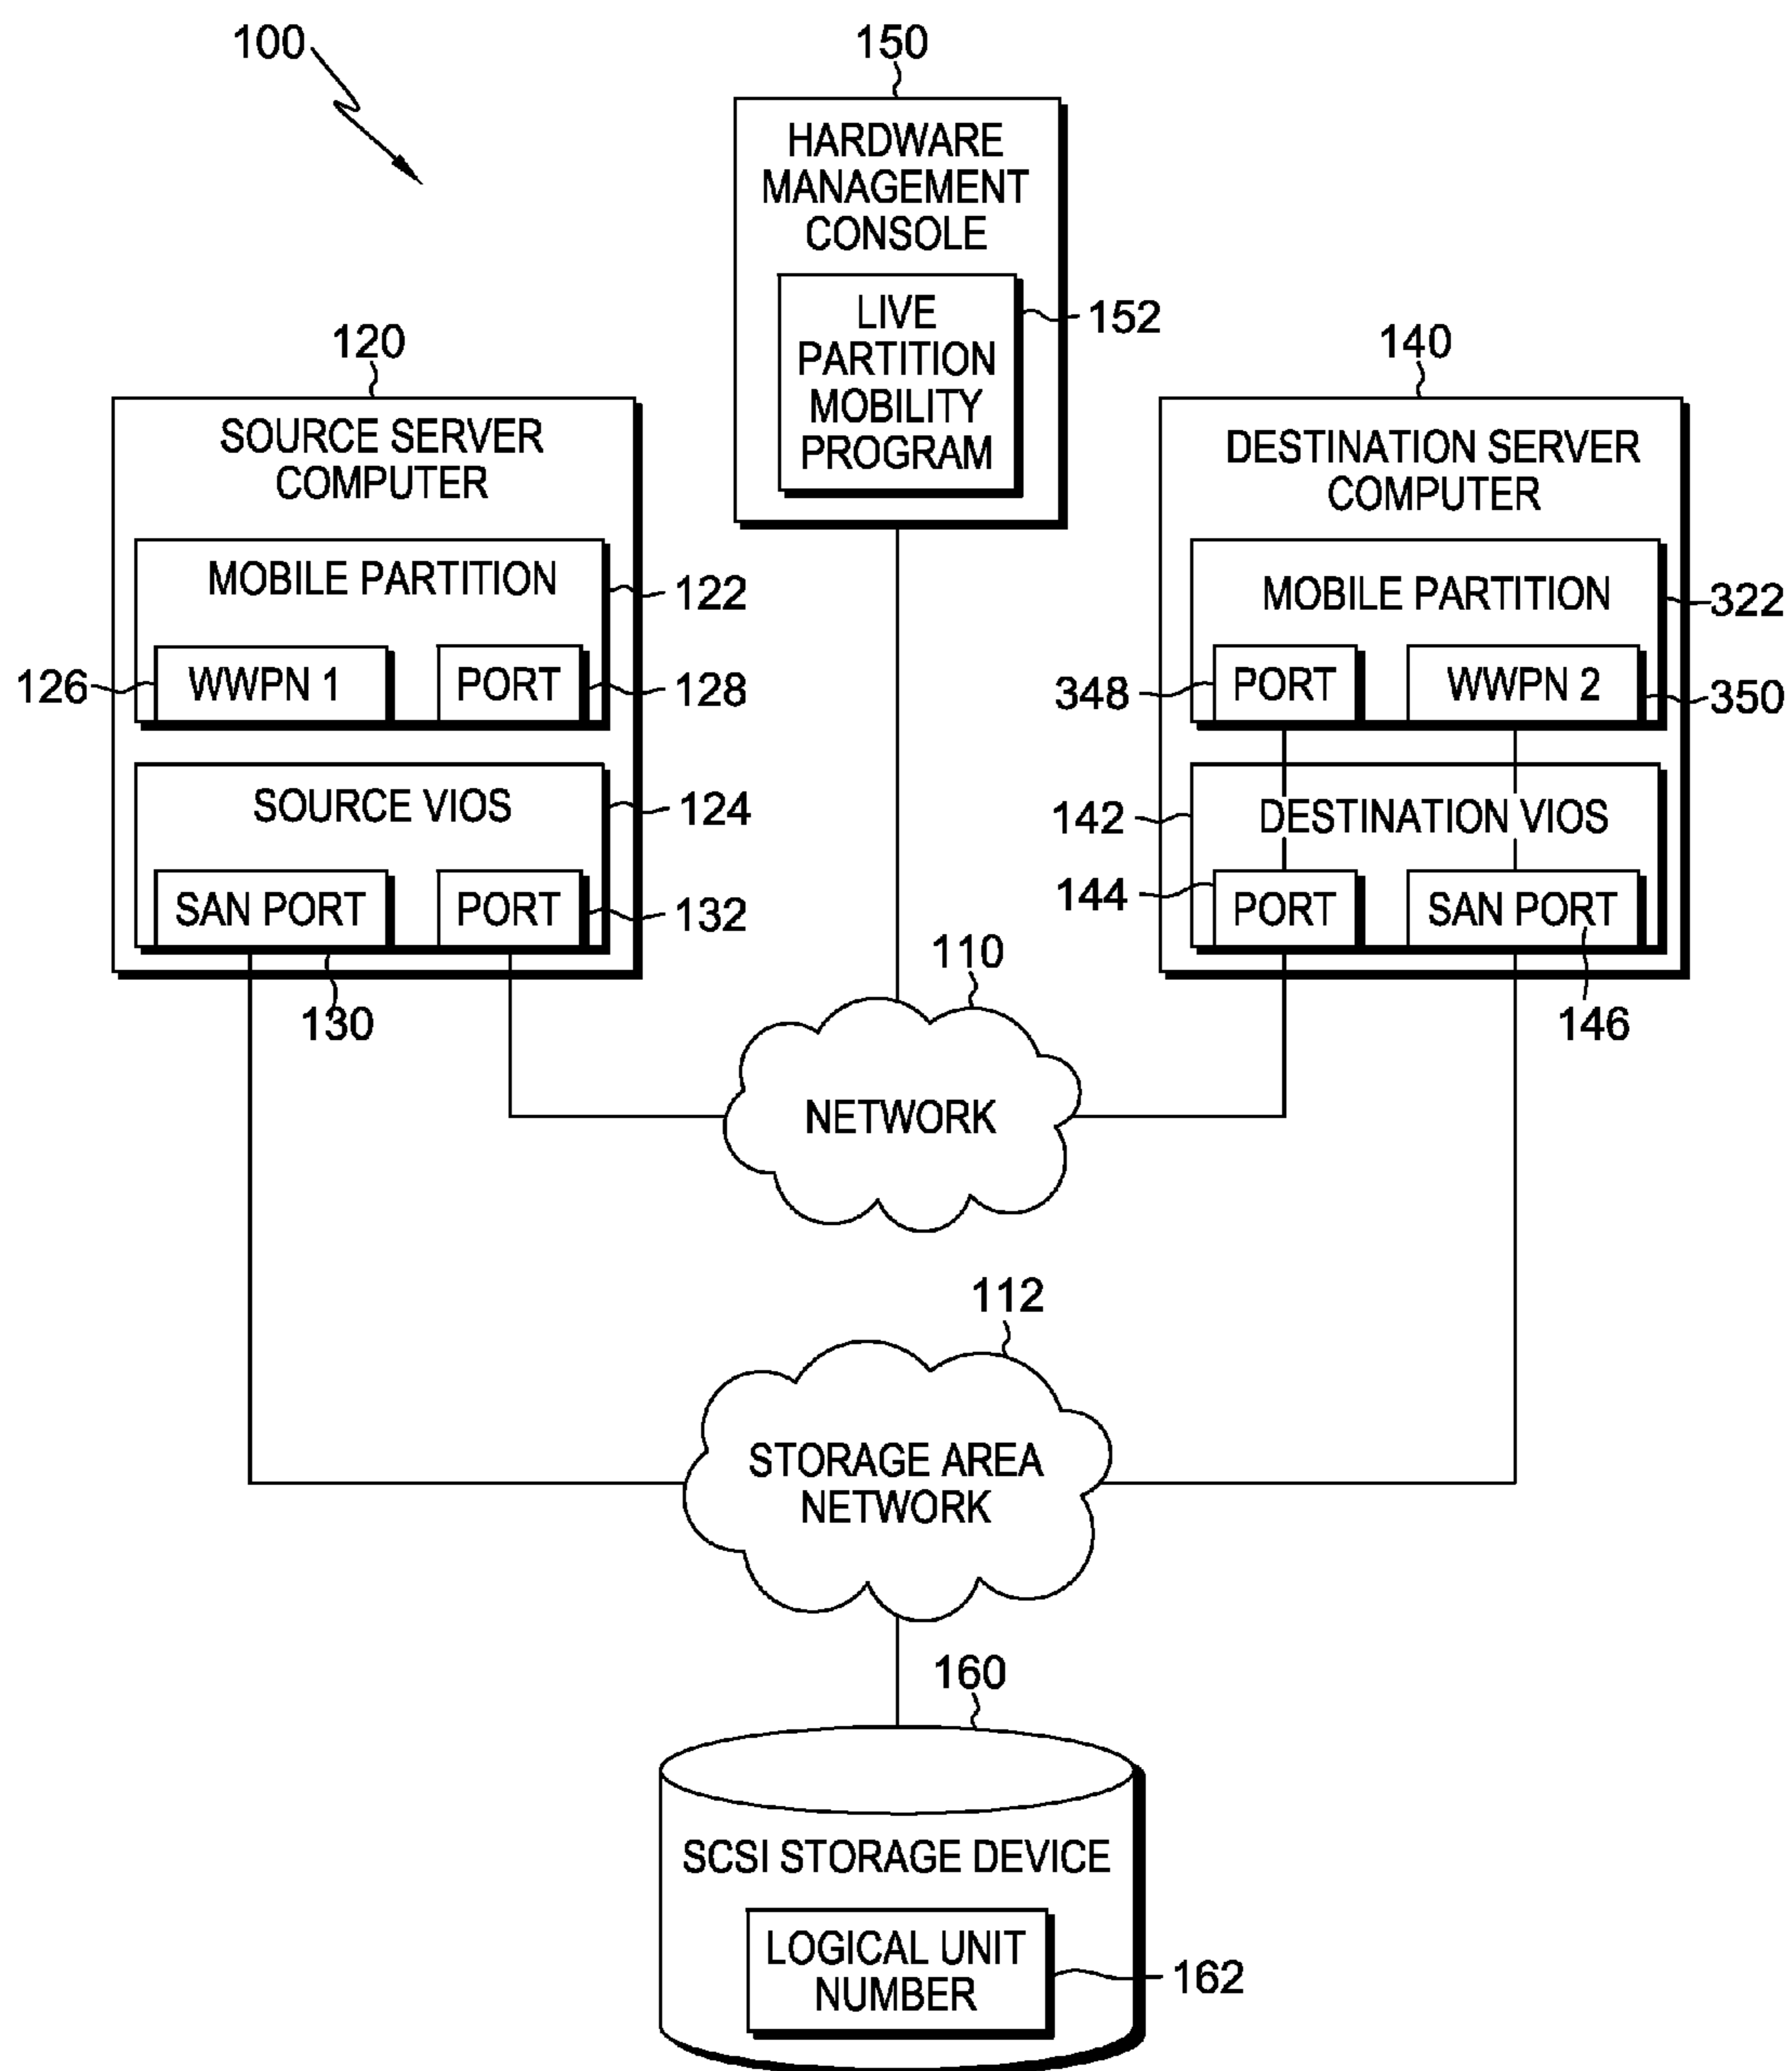 100
150
HARDWARE
MANAGEMENT
CONSOLE
LIVE
PARTITION
MOBILITY
PROGRAM
152
120
SOURCE SERVER
COMPUTER
MOBILE PARTITION
122
126
WWPN 1
PORT
128
SOURCE VIOS
124
SAN PORT
PORT
132
130
140
DESTINATION SERVER
COMPUTER
MOBILE PARTITION
322
348
PORT
WWPN 2
350
142
DESTINATION VIOS
144
PORT
SAN PORT
146
110
NETWORK
112
STORAGE AREA
NETWORK
160
SCSI STORAGE DEVICE
LOGICAL UNIT
NUMBER
162